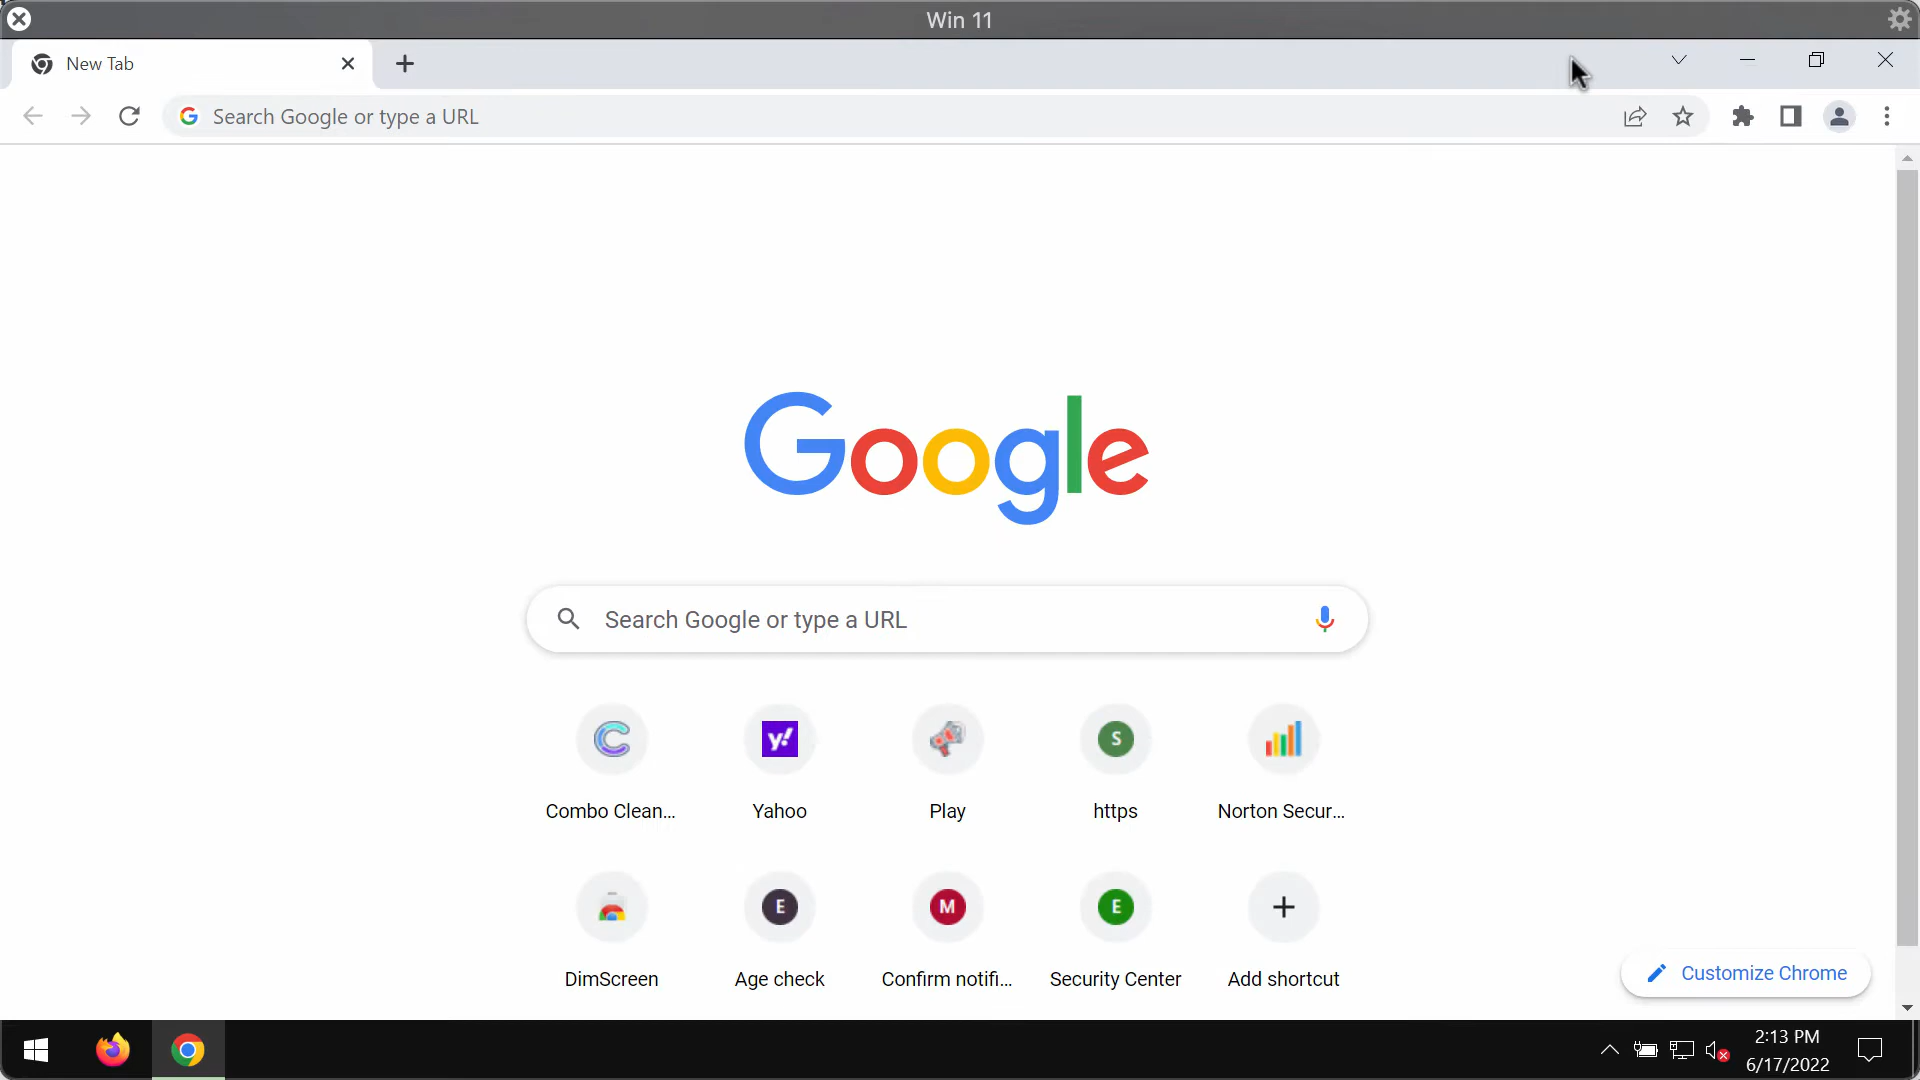 Win 11
New Tab
Search Google or type a URL
Google
Search Google or type a URL
Combo Clean...
Yahoo
Play
https
Norton Secur...
DimScreen
Age check
Confirm notifi...
Security Center
Add shortcut
Customize Chrome
y!
S
E
M
E
2:13 PM
6/17/2022